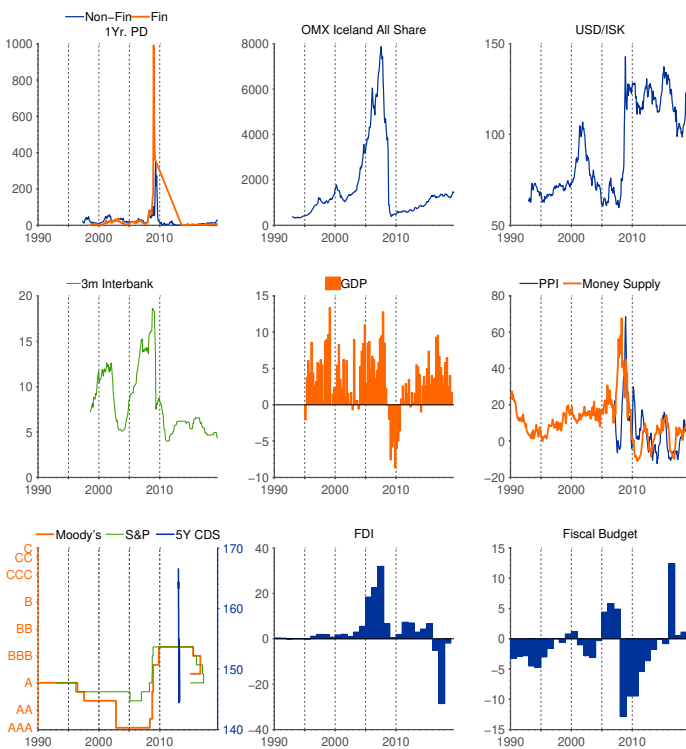 Non−Fin Fin
1Yr. PD
1000
800
600
400
200
0
1990 2000 2010
OMX Iceland All Share
8000
6000
4000
2000
0
1990 2000 2010
USD/ISK
150
100
50
1990 2000 2010
3m Interbank
20
15
10
5
0
1990 2000 2010
GDP
15
10
5
0
−5
−10
1990 2000 2010
PPI Money Supply
80
60
40
20
0
−20
1990 2000 2010
Moody's S&P 5Y CDS
C
CC
CCC
B
BB
BBB
A
AA
AAA
170
160
150
140
1990 2000 2010
FDI
40
20
0
−20
−40
1990 2000 2010
Fiscal Budget
15
10
5
0
−5
−10
−15
1990 2000 2010